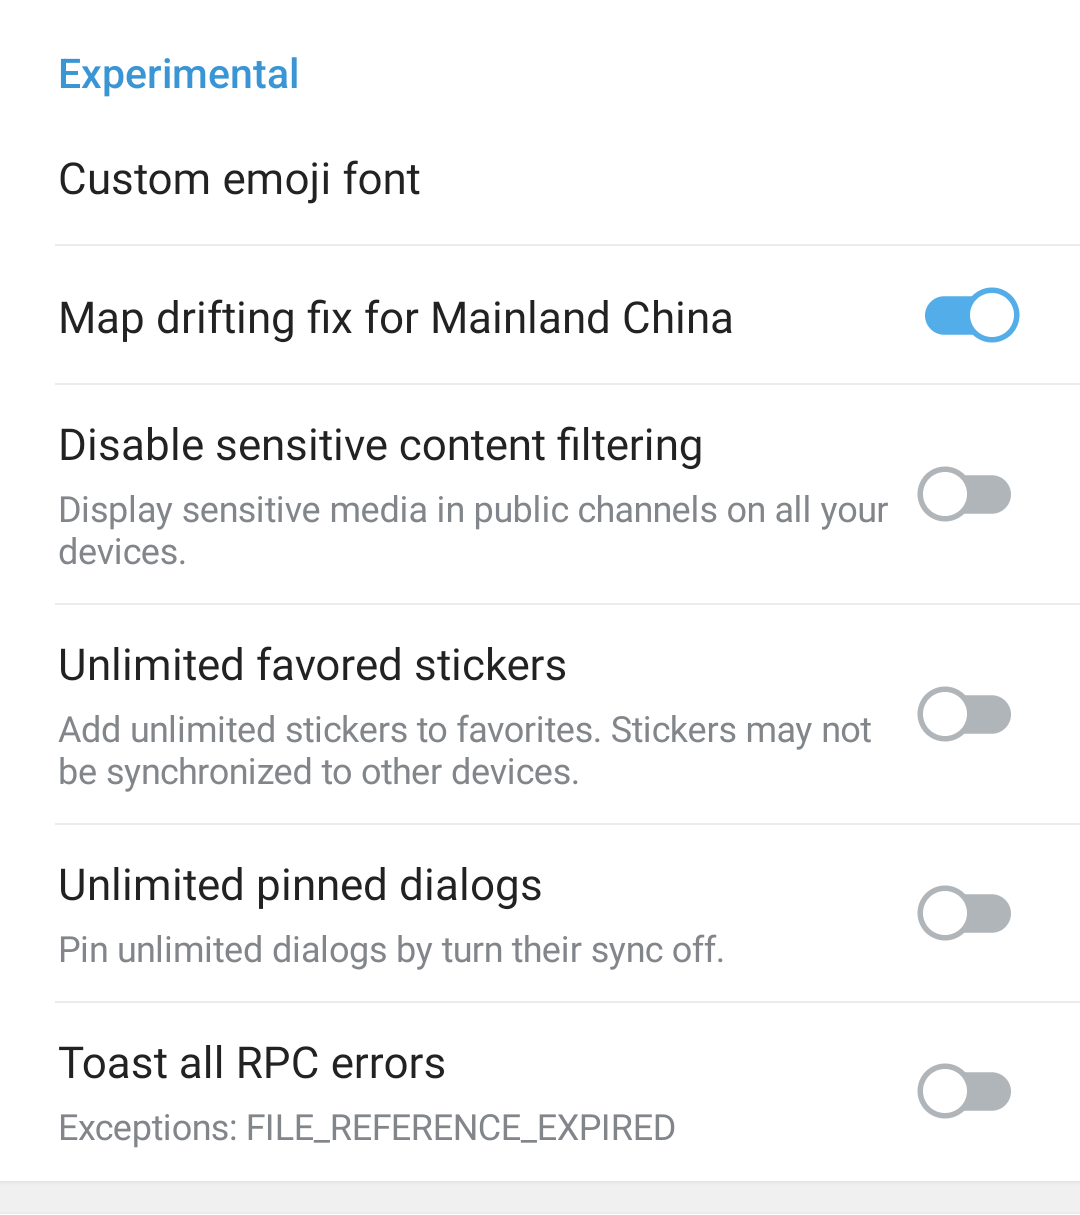 Experimental
Custom emoji font
Map drifting fix for Mainland China
Disable sensitive content filtering
Display sensitive media in public channels on all your
devices.
Unlimited favored stickers
Add unlimited stickers to favorites. Stickers may not
be synchronized to other devices.
Unlimited pinned dialogs
Pin unlimited dialogs by turn their sync off.
Toast all RPC errors
Exceptions: FILE_REFERENCE_EXPIRED